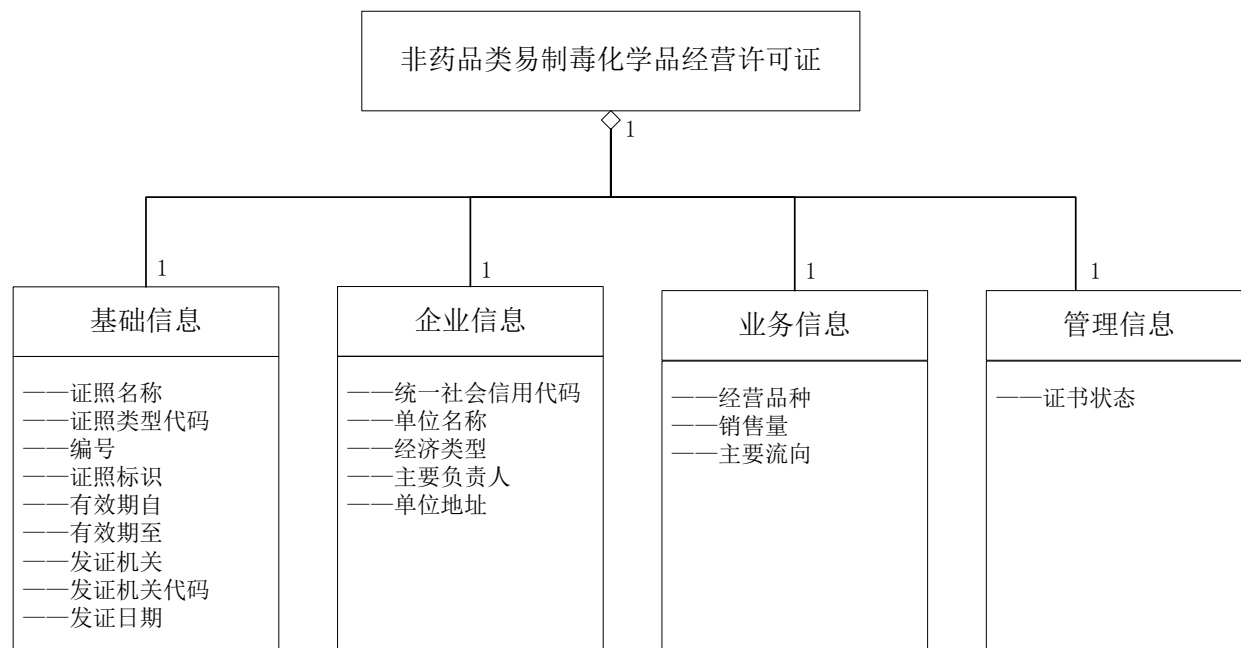 非药品类易制毒化学品经营许可证
1
1
1
1
1
基础信息
——证照名称
——证照类型代码
——编号
——证照标识
——有效期自
——有效期至
——发证机关
——发证机关代码
——发证日期
企业信息
——统一社会信用代码
——单位名称
——经济类型
——主要负责人
——单位地址
业务信息
——经营品种
——销售量
——主要流向
管理信息
——证书状态